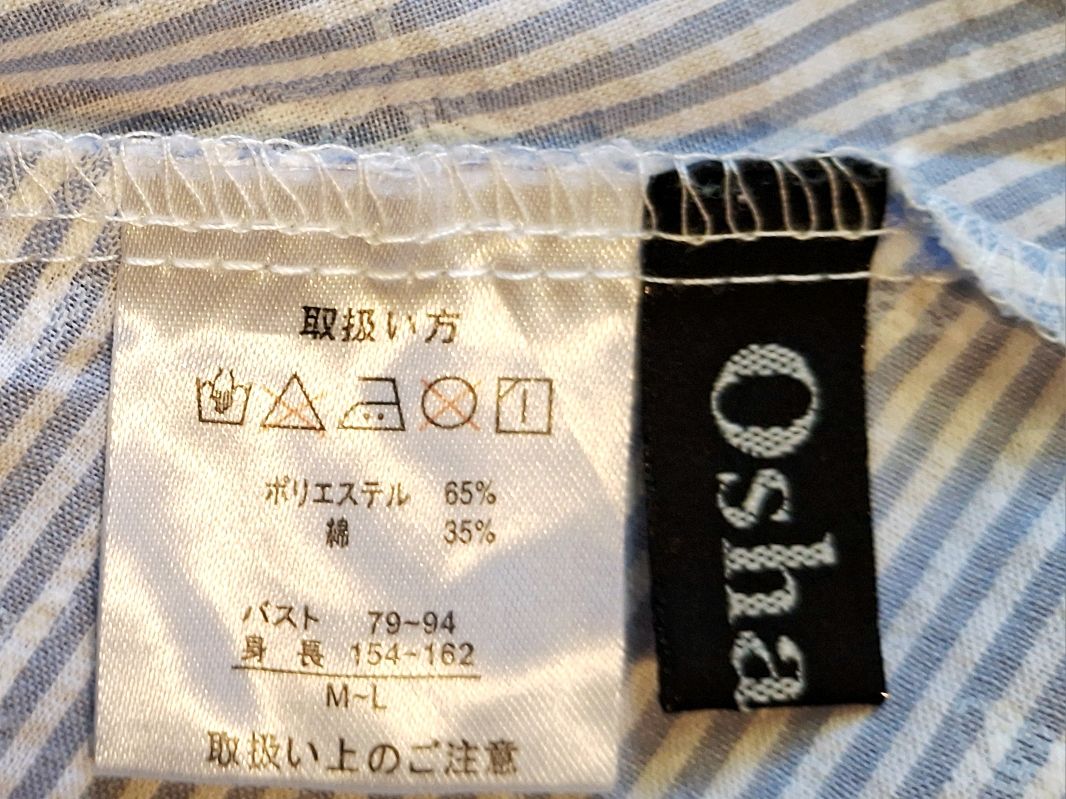 取扱い方
ポリエステル 65%
綿 35%
バスト 79~94
身長 154~162
M~L
取扱い上のご注意
Osha